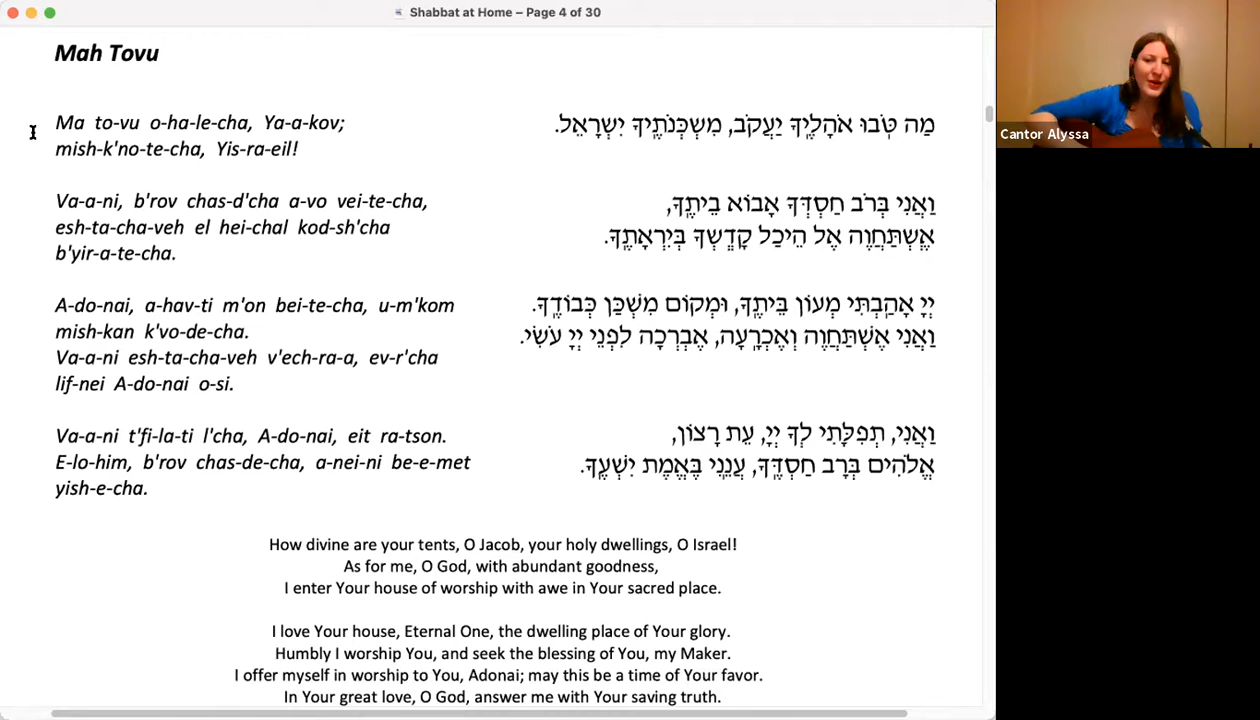 Shabbat at Home – Page 4 of 30
Mah Tovu
Ma to-vu o-ha-le-cha, Ya-a-kov;
mish-k'no-te-cha, Yis-ra-eil!
Va-a-ni, b'rov chas-d'cha a-vo vei-te-cha,
esh-ta-cha-veh el hei-chal kod-sh'cha
b'yir-a-te-cha.
A-do-nai, a-hav-ti m'on bei-te-cha, u-m'kom
mish-kan k'vo-de-cha.
Va-a-ni esh-ta-cha-veh v'ech-ra-a, ev-r'cha
lif-nei A-do-nai o-si.
Va-a-ni t'fi-la-ti l'cha, A-do-nai, eit ra-tson.
E-lo-him, b'rov chas-de-cha, a-nei-ni be-e-met
yish-e-cha.
מַה טֹּבוּ אֹהָלֶיךָ יַעֲקֹב, מִשְׁכְּנֹתֶיךָ יִשְׂרָאֵל.
וַאֲנִי בְּרֹב חַסְדְּךָ אָבוֹא בֵיתֶךָ,
אֶשְׁתַּחֲוֶה אֶל הֵיכַל קָדְשְׁךָ בְּיִרְאָתֶךָ.
יְיָ אָהַבְתִּי מְעוֹן בֵּיתֶךָ, וּמְקוֹם מִשְׁכַּן כְּבוֹדֶךָ.
וַאֲנִי אֶשְׁתַּחֲוֶה וְאֶכְרָעָה, אֶבְרְכָה לִפְנֵי יְיָ עֹשִׂי.
וַאֲנִי, תְפִלָּתִי לְךָ יְיָ, עֵת רָצוֹן,
אֱלֹהִים בְּרָב חַסְדֶּךָ, עֲנֵנִי בֶּאֱמֶת יִשְׁעֶךָ.
How divine are your tents, O Jacob, your holy dwellings, O Israel!
As for me, O God, with abundant goodness,
I enter Your house of worship with awe in Your sacred place.
I love Your house, Eternal One, the dwelling place of Your glory.
Humbly I worship You, and seek the blessing of You, my Maker.
I offer myself in worship to You, Adonai; may this be a time of Your favor.
In Your great love, O God, answer me with Your saving truth.
Cantor Alyssa